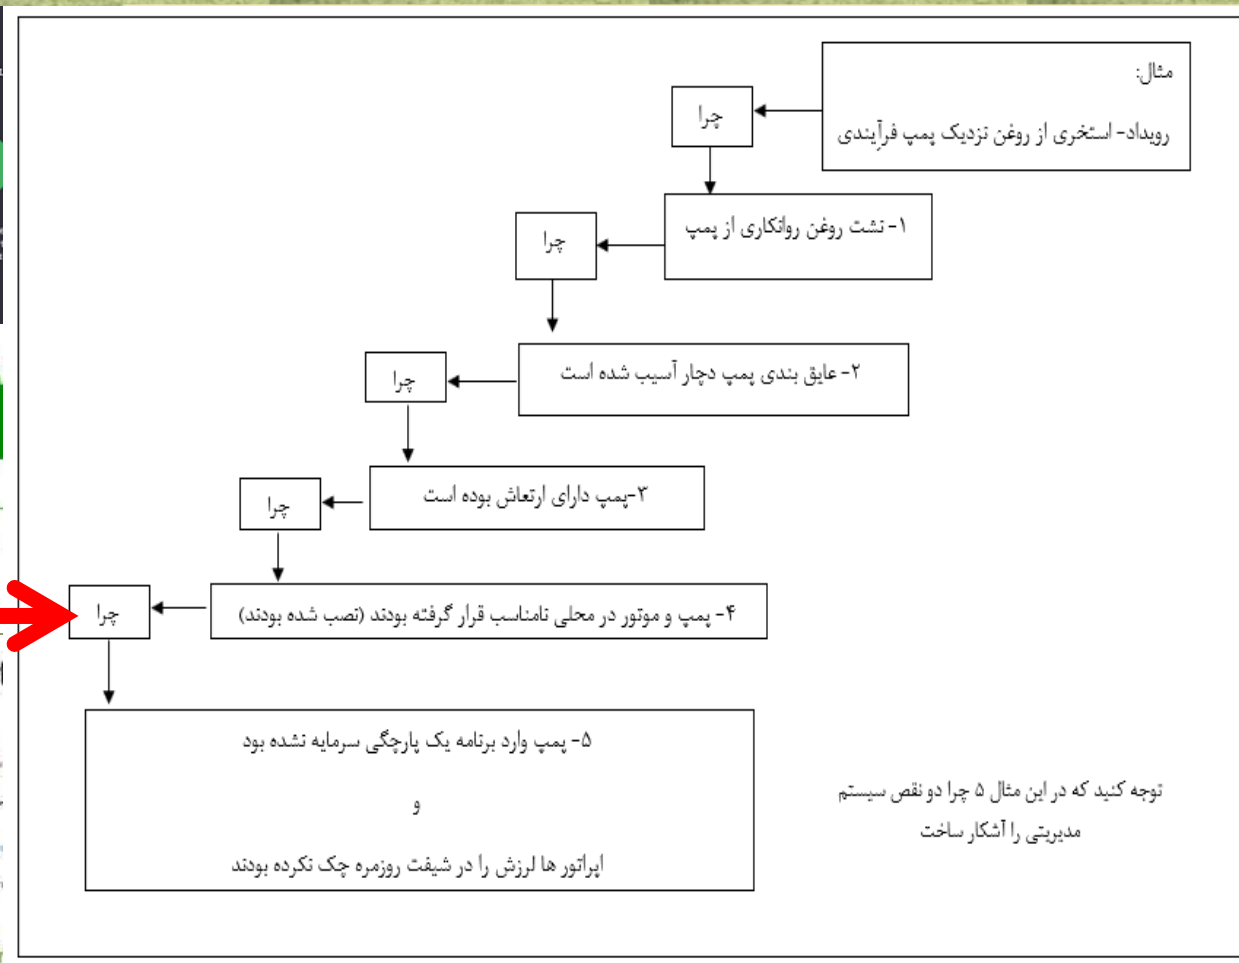 مثال:
رویداد- استخری از روغن نزدیک پمپ فرآیندی
چرا
۱- نشت روغن روانکاری از پمپ
چرا
۲- عایق بندی پمپ دچار آسیب شده است
چرا
۳-پمپ دارای ارتعاش بوده است
چرا
۴- پمپ و موتور در محلی نامناسب قرار گرفته بودند (نصب شده بودند)
چرا
۵- پمپ وارد برنامه یک پارچگی سرمایه نشده بود
و
اپراتور ها لرزش را در شیفت روزمره چک نکرده بودند
توجه کنید که در این مثال ۵ چرا دو نقص سیستم
مدیریتی را آشکار ساخت